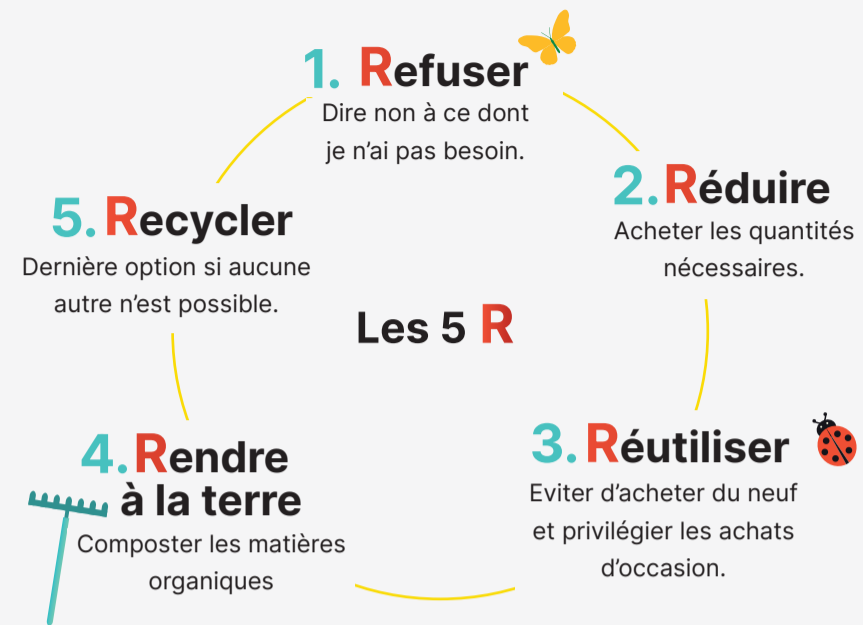 1. Refuser
Dire non à ce dont
je n'ai pas besoin.
2. Réduire
Acheter les quantités
nécessaires.
5. Recycler
Dernière option si aucune
autre n'est possible.
Les 5 R
3. Réutiliser
Eviter d'acheter du neuf
et privilégier les achats
d'occasion.
4. Rendre
à la terre
Composter les matières
organiques